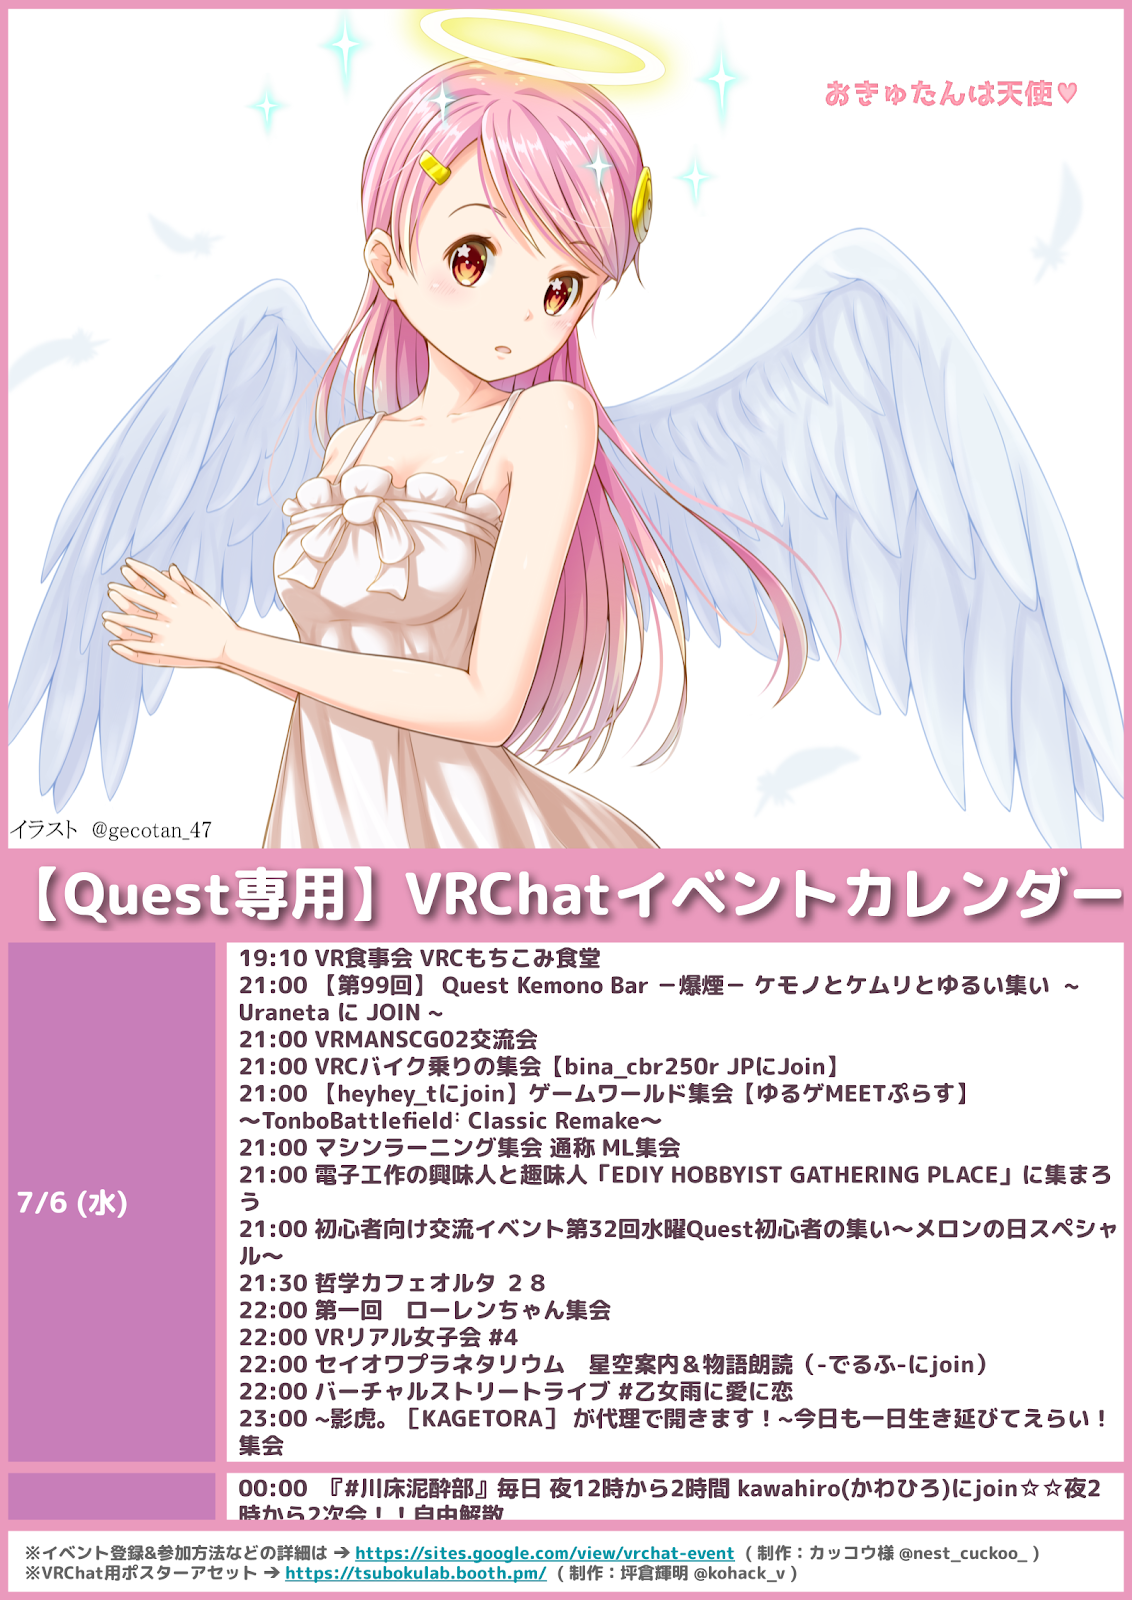 おきゅたんは天使♥
イラスト @gecotan_47
【Quest専用】VRChatイベントカレンダー
7/6 (水)
19:10 VR食事会 VRCもちこみ食堂
21:00 【第99回】 Quest Kemono Bar －爆煙－ ケモノとケムリとゆるい集い ～
Uraneta に JOIN ~
21:00 VRMANSCG02交流会
21:00 VRCバイク乗りの集会【bina_cbr250r JPにJoin】
21:00 【heyhey_tにjoin】ゲームワールド集会【ゆるゲMEETぷらす】
〜TonboBattlefield: Classic Remake〜
21:00 マシンラーニング集会 通称 ML集会
21:00 電子工作の興味人と趣味人「EDIY HOBBYIST GATHERING PLACE」に集まろ
う
21:00 初心者向け交流イベント第32回水曜Quest初心者の集い〜メロンの日スペシャ
ル〜
21:30 哲学カフェオルタ ２８
22:00 第一回　ローレンちゃん集会
22:00 VRリアル女子会 #4
22:00 セイオワプラネタリウム　星空案内＆物語朗読（-でるふ-にjoin）
22:00 バーチャルストリートライブ #乙女雨に愛に恋
23:00 ~影虎。［KAGETORA］ が代理で開きます！~今日も一日生き延びてえらい！
集会
00:00 『#川床泥酔部』毎日 夜12時から2時間 kawahiro(かわひろ)にjoin☆☆夜2
時から2次会！！自由解散
※イベント登録&参加方法などの詳細は ➔ https://sites.google.com/view/vrchat-event ( 制作：カッコウ様 @nest_cuckoo_ )
※VRChat用ポスターアセット ➔ https://tsubokulab.booth.pm/ ( 制作：坪倉輝明 @kohack_v )